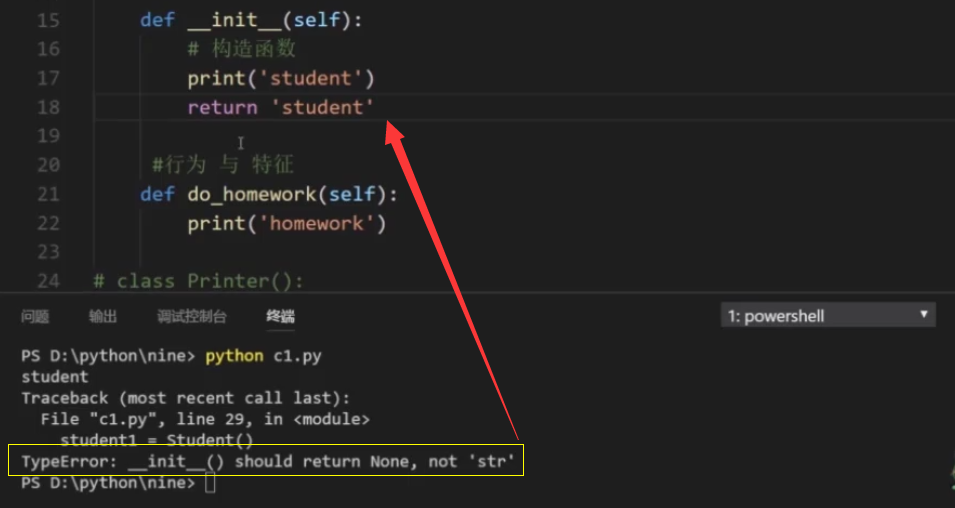 15 def __init__(self):
16 # 构造函数
17 print('student')
18 return 'student'
19
20 #行为 与 特征
21 def do_homework(self):
22 print('homework')
23
24 # class Printer():
问题 输出 调试控制台 终端 1: powershell
PS D:\python\nine> python c1.py
student
Traceback (most recent call last):
File "c1.py", line 29, in <module>
student1 = Student()
TypeError: __init__() should return None, not 'str'
PS D:\python\nine>